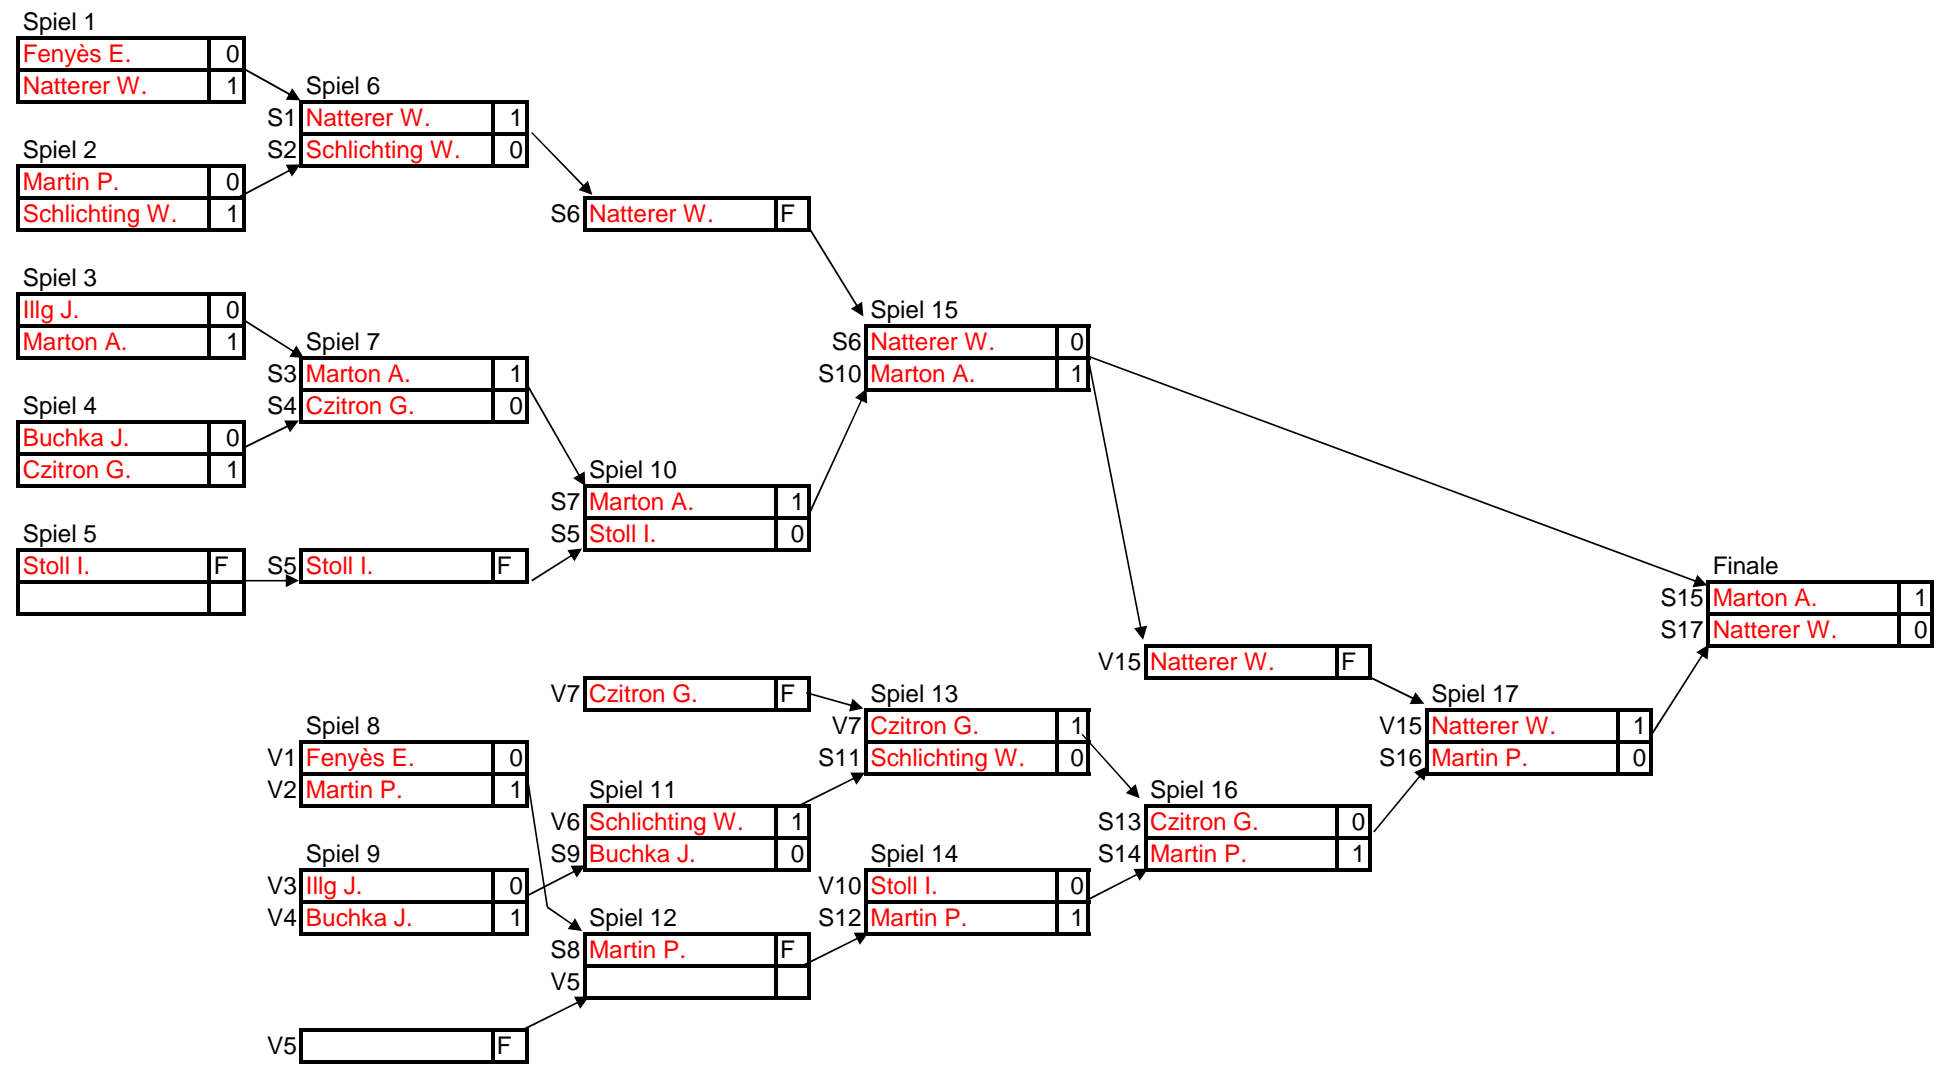 Spiel 1
Fenyès E. 0
Natterer W. 1
Spiel 2
Martin P. 0
Schlichting W. 1
Spiel 3
Illg J. 0
Marton A. 1
Spiel 4
Buchka J. 0
Czitron G. 1
Spiel 5
Stoll I. F
Spiel 6
S1 Natterer W. 1
S2 Schlichting W. 0
Spiel 7
S3 Marton A. 1
S4 Czitron G. 0
S5 Stoll I. F
Spiel 8
V1 Fenyès E. 0
V2 Martin P. 1
Spiel 9
V3 Illg J. 0
V4 Buchka J. 1
V5 F
S6 Natterer W. F
Spiel 10
S7 Marton A. 1
S5 Stoll I. 0
V7 Czitron G. F
Spiel 11
V6 Schlichting W. 1
S9 Buchka J. 0
Spiel 12
S8 Martin P. F
V5
Spiel 15
S6 Natterer W. 0
S10 Marton A. 1
Spiel 13
V7 Czitron G. 1
S11 Schlichting W. 0
Spiel 14
V10 Stoll I. 0
S12 Martin P. 1
V15 Natterer W. F
Spiel 16
S13 Czitron G. 0
S14 Martin P. 1
Spiel 17
V15 Natterer W. 1
S16 Martin P. 0
Finale
S15 Marton A. 1
S17 Natterer W. 0